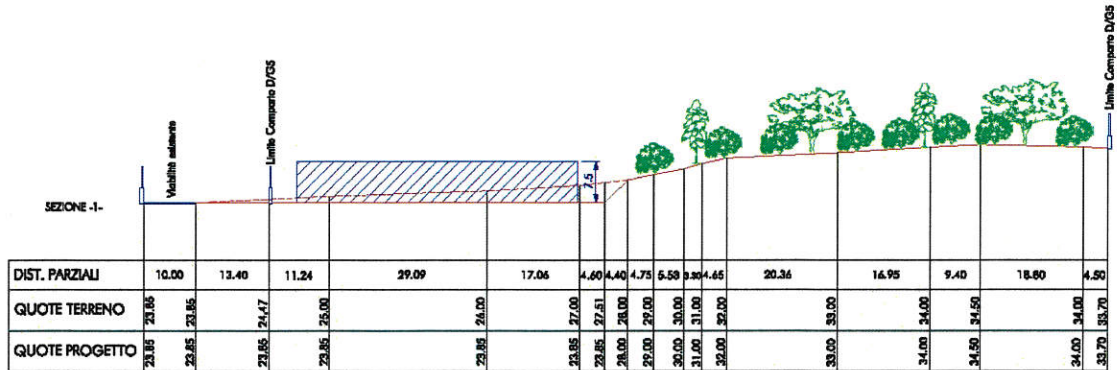 Viabilità esistente
Limite Comparto D/G5
Limite Comparto D/G5
7.5
SEZIONE -1-
DIST. PARZIALI 10.00 13.40 11.24 29.09 17.06 4.60 4.40 4.75 5.53 3.30 4.65 20.36 16.95 9.40 18.80 4.50
QUOTE TERRENO 23.85 23.85 24.47 25.00 26.00 27.00 27.51 28.00 29.00 30.00 31.00 32.00 33.00 34.00 34.50 34.00 33.70
QUOTE PROGETTO 23.85 23.85 23.85 23.85 23.85 23.85 23.85 28.00 29.00 30.00 31.00 32.00 33.00 34.00 34.50 34.00 33.70